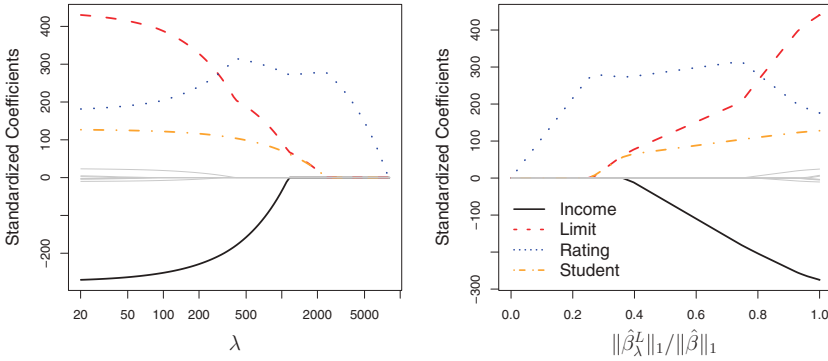 Standardized Coefficients
400
300
200
100
0
−200
20 50 100 200 500 2000 5000
λ
Standardized Coefficients
400
300
200
100
0
−100
−300
Income
Limit
Rating
Student
0.0 0.2 0.4 0.6 0.8 1.0
‖β̂ᴸλ‖₁/‖β̂‖₁